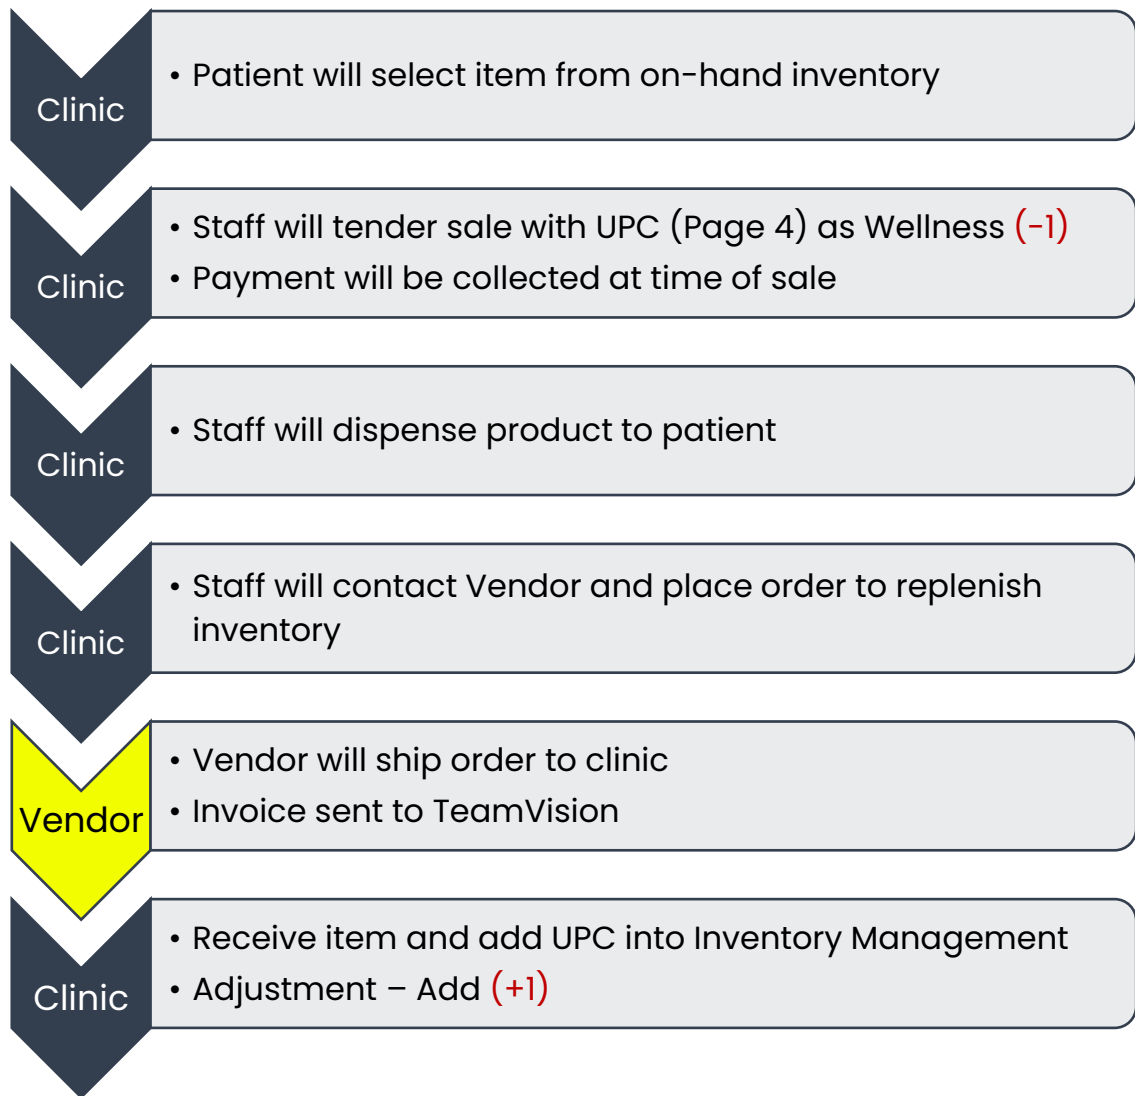 Clinic
• Patient will select item from on-hand inventory
Clinic
• Staff will tender sale with UPC (Page 4) as Wellness (-1)
• Payment will be collected at time of sale
Clinic
• Staff will dispense product to patient
Clinic
• Staff will contact Vendor and place order to replenish
inventory
Vendor
• Vendor will ship order to clinic
• Invoice sent to TeamVision
Clinic
• Receive item and add UPC into Inventory Management
• Adjustment – Add (+1)